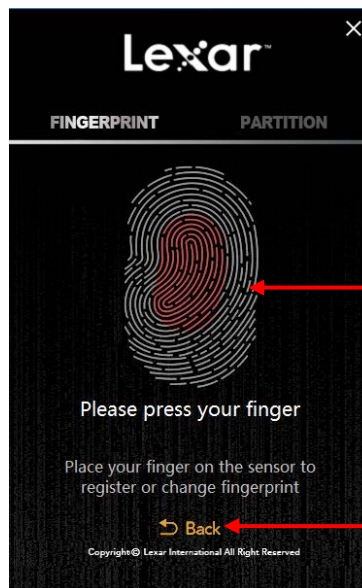 Lexar™
FINGERPRINT PARTITION
Please press your finger
Place your finger on the sensor to
register or change fingerprint
Back
Copyright© Lexar International All Right Reserved